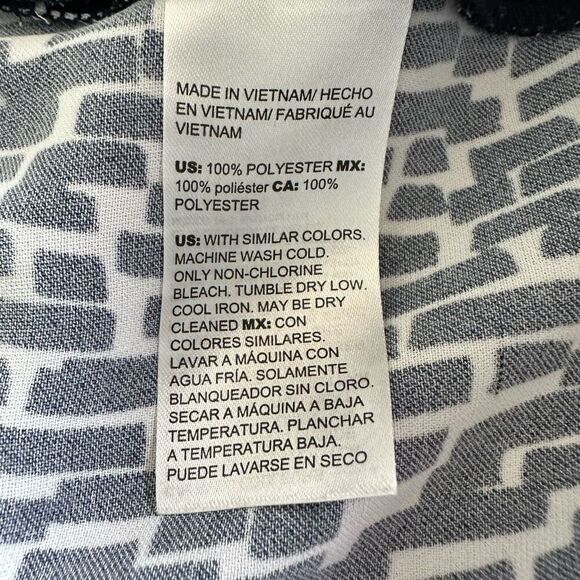 MADE IN VIETNAM/ HECHO
EN VIETNAM/ FABRIQUÉ AU
VIETNAM
US: 100% POLYESTER MX:
100% poliéster CA: 100%
POLYESTER
US: WITH SIMILAR COLORS.
MACHINE WASH COLD.
ONLY NON-CHLORINE
BLEACH. TUMBLE DRY LOW.
COOL IRON. MAY BE DRY
CLEANED MX: CON
COLORES SIMILARES.
LAVAR A MÁQUINA CON
AGUA FRÍA. SOLAMENTE
BLANQUEADOR SIN CLORO.
SECAR A MÁQUINA A BAJA
TEMPERATURA. PLANCHAR
A TEMPERATURA BAJA.
PUEDE LAVARSE EN SECO